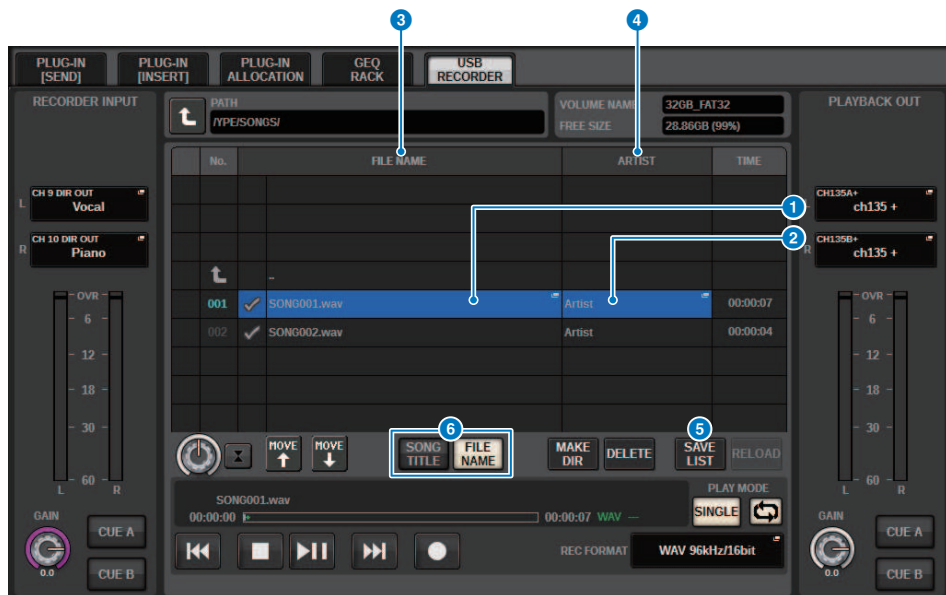 3
4
PLUG-IN [SEND]
PLUG-IN [INSERT]
PLUG-IN ALLOCATION
GEQ RACK
USB RECORDER
RECORDER INPUT
PATH
/YPE/SONGS/
VOLUME NAME 32GB_FAT32
FREE SIZE 28.86GB (99%)
PLAYBACK OUT
No. FILE NAME ARTIST TIME
CH 9 DIR OUT
L Vocal
CH 10 DIR OUT
R Piano
1
CH135A+
ch135 +
2
CH135B+
R ch135 +
-
001 SONG001.wav Artist 00:00:07
002 SONG002.wav Artist 00:00:04
OVR
6
12
18
30
60
L R
OVR
6
12
18
30
60
L R
6
5
MOVE
MOVE
SONG TITLE
FILE NAME
MAKE DIR
DELETE
SAVE LIST
RELOAD
SONG001.wav
00:00:00
00:00:07 WAV ---
PLAY MODE
SINGLE
GAIN
0.0
CUE A
CUE B
REC FORMAT WAV 96kHz/16bit
GAIN
0.0
CUE A
CUE B